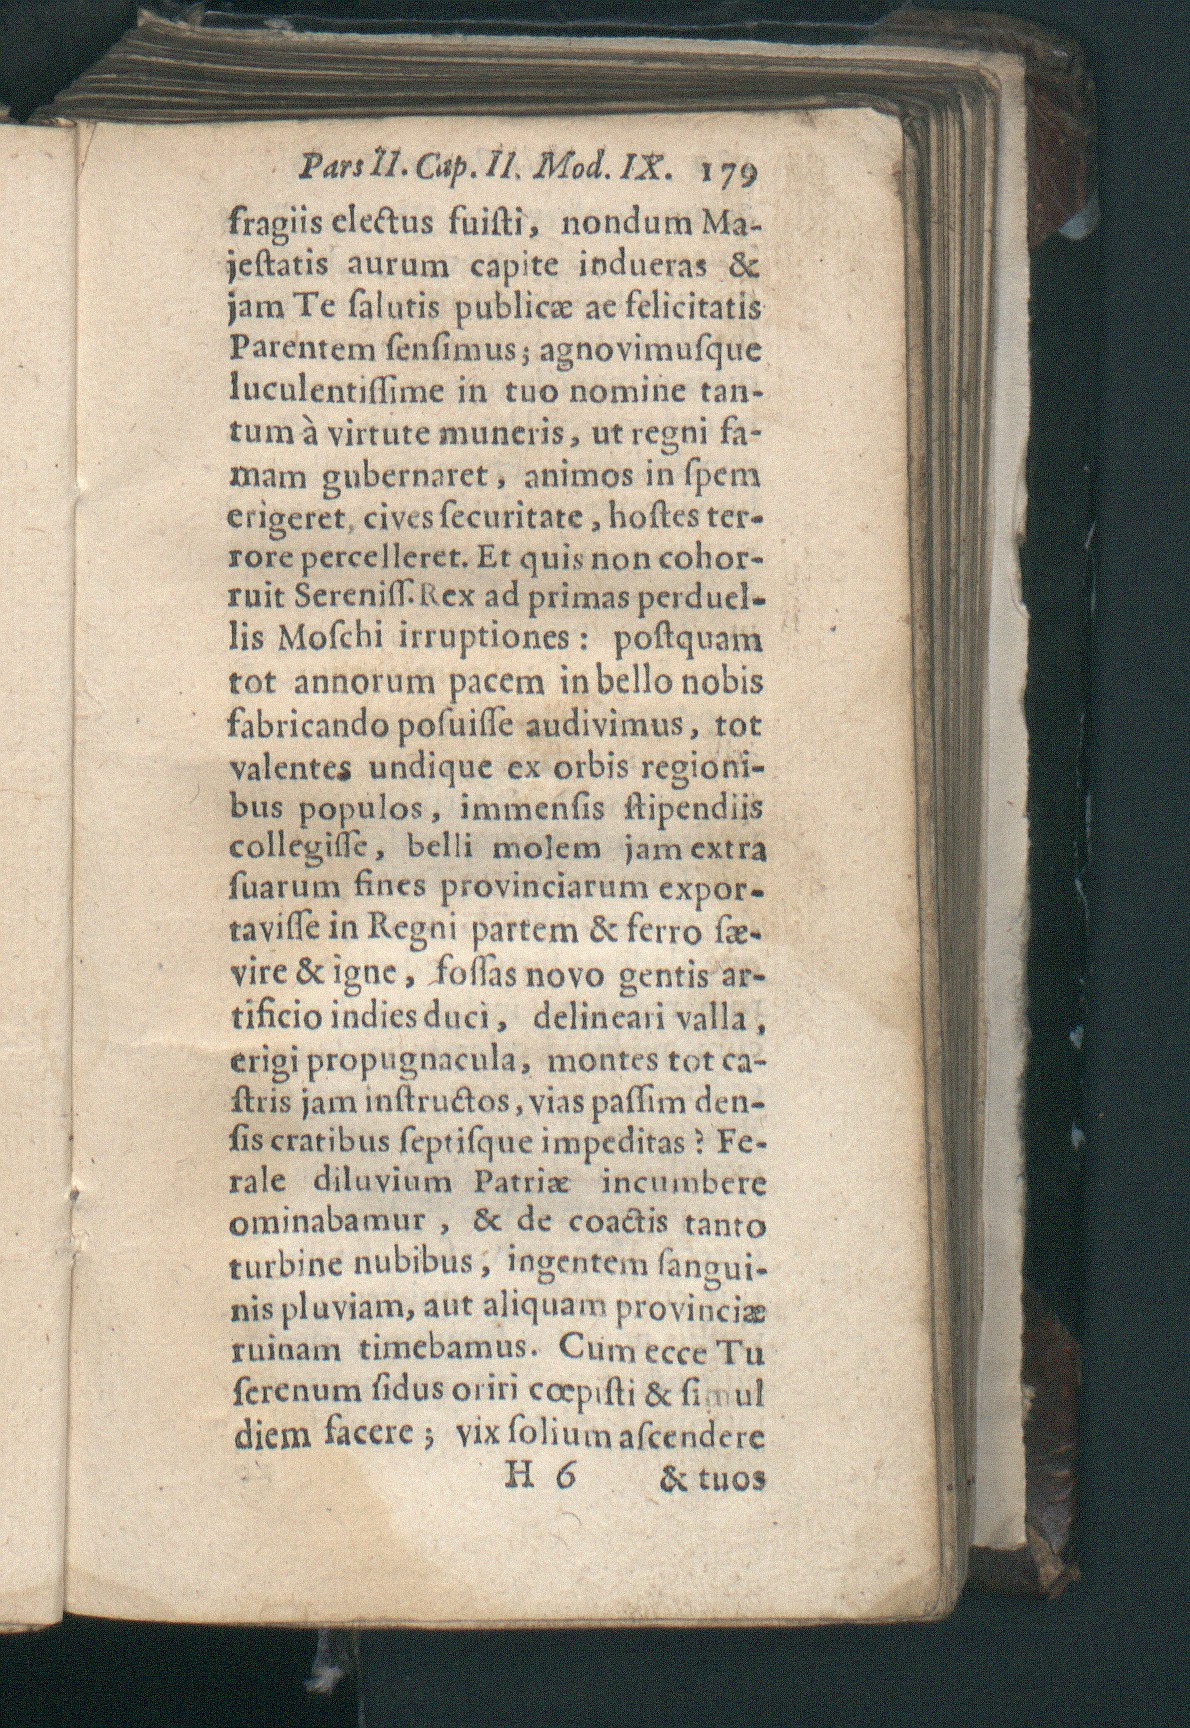 Pars II. Cap. II. Mod. IX. 179
fragiis electus fuiſti, nondum Ma-
jeſtatis aurum capite indueras &
jam Te ſalutis publicæ ae felicitatis
Parentem ſenſimus; agnovimuſque
luculentiſſime in tuo nomine tan-
tum à virtute muneris, ut regni fa-
mam gubernaret, animos in ſpem
erigeret, cives ſecuritate, hoſtes ter-
rore percelleret. Et quis non cohor-
ruit Sereniſſ. Rex ad primas perduel-
lis Moſchi irruptiones: poſtquam
tot annorum pacem in bello nobis
fabricando poſuiſſe audivimus, tot
valentes undique ex orbis regioni-
bus populos, immenſis ſtipendiis
collegiſſe, belli molem jam extra
ſuarum fines provinciarum expor-
taviſſe in Regni partem & ferro ſæ-
vire & igne, foſſas novo gentis ar-
tificio indies duci, delineari valla,
erigi propugnacula, montes tot ca-
ſtris jam inſtructos, vias paſſim den-
ſis cratibus ſeptiſque impeditas? Fe-
rale diluvium Patriæ incumbere
ominabamur, & de coactis tanto
turbine nubibus, ingentem ſangui-
nis pluviam, aut aliquam provinciæ
ruinam timebamus. Cum ecce Tu
ſerenum ſidus oriri cœpiſti & ſimul
diem facere; vix ſolium aſcendere
H 6 & tuos